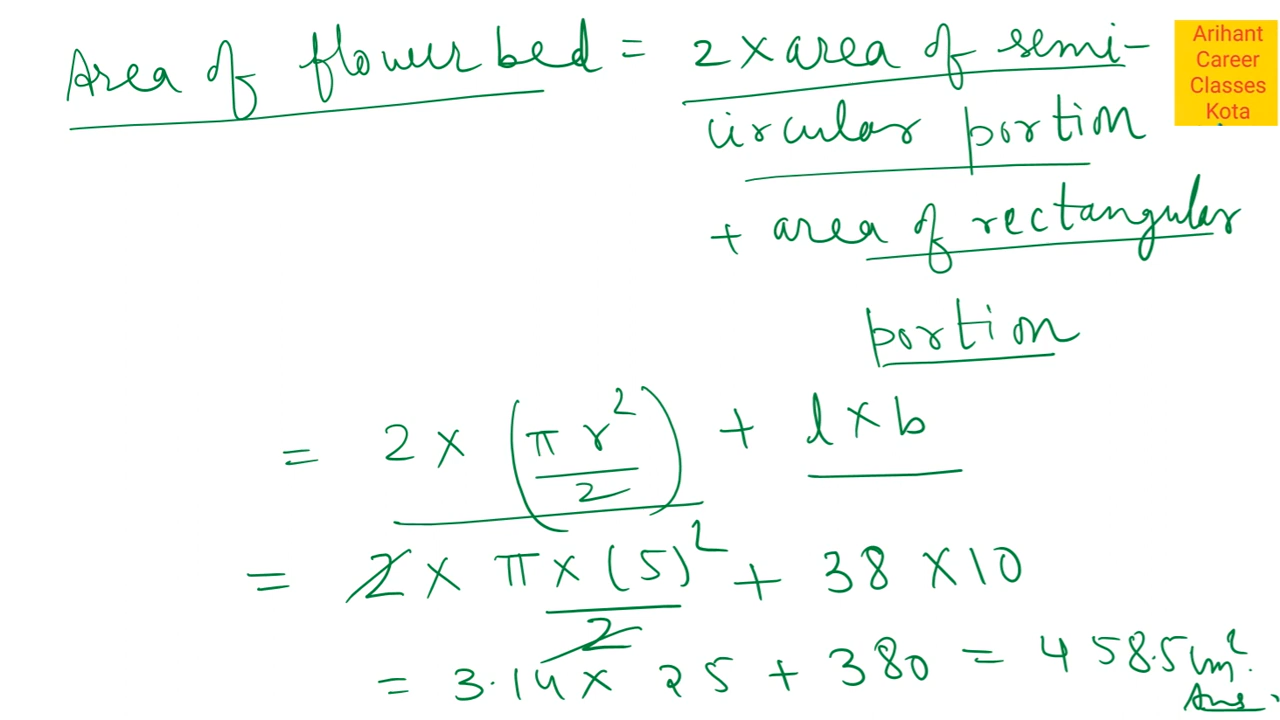 Area of flower bed = 2 × area of semi-
circular portion
+ area of rectangular
portion
= 2 × (πr²/2) + l × b
= 2 × π × (5)²/2 + 38 × 10
= 3.14 × 25 + 380 = 458.5 cm².
Ans.
Arihant
Career
Classes
Kota